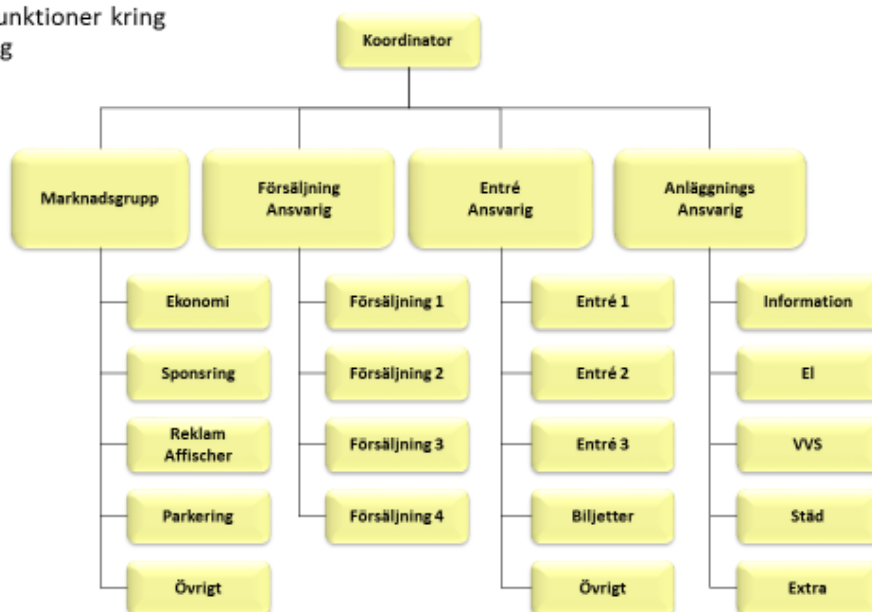 unktioner kring
g
Koordinator
Marknadsgrupp
Försäljning
Ansvarig
Entré
Ansvarig
Anläggnings
Ansvarig
Ekonomi
Försäljning 1
Entré 1
Information
Sponsring
Försäljning 2
Entré 2
El
Reklam
Affischer
Försäljning 3
Entré 3
VVS
Parkering
Försäljning 4
Biljetter
Städ
Övrigt
Övrigt
Extra